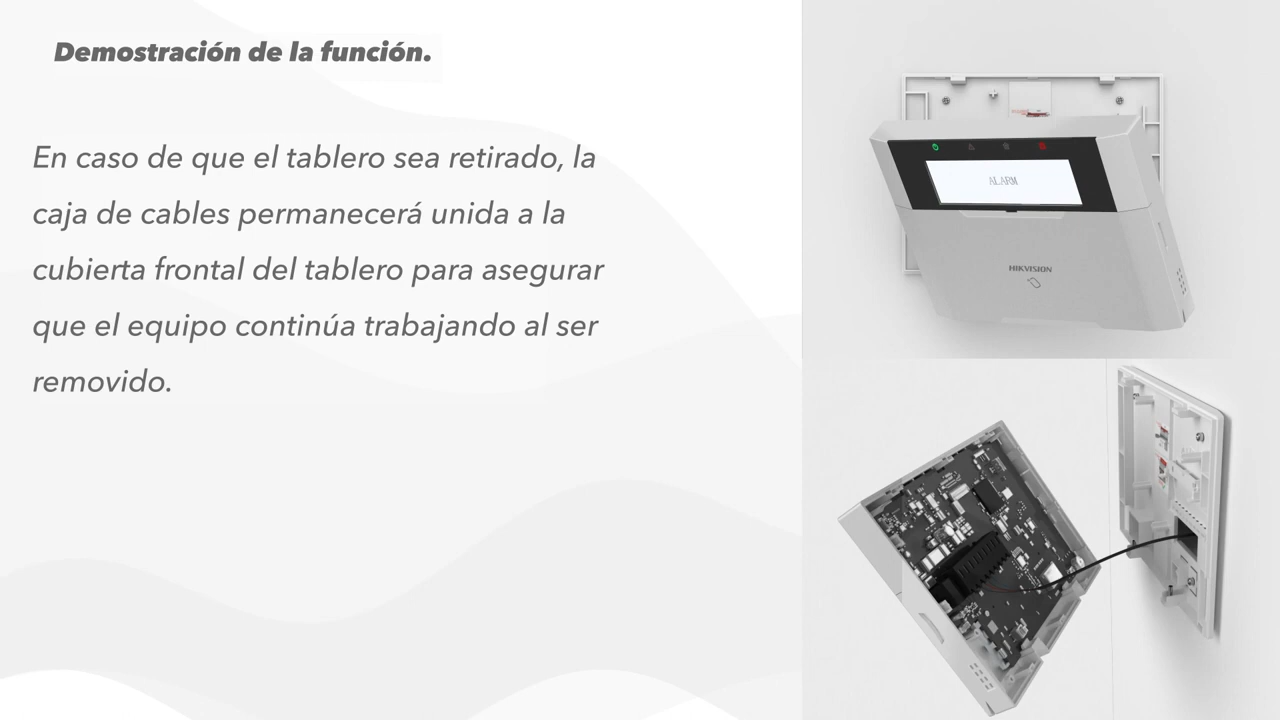 Demostración de la función.
En caso de que el tablero sea retirado, la
caja de cables permanecerá unida a la
cubierta frontal del tablero para asegurar
que el equipo continúa trabajando al ser
removido.
ALARM
HIKVISION